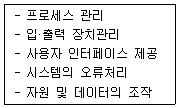 - 프로세스 관리
- 입·출력 장치관리
- 사용자 인터페이스 제공
- 시스템의 오류처리
- 자원 및 데이터의 조작